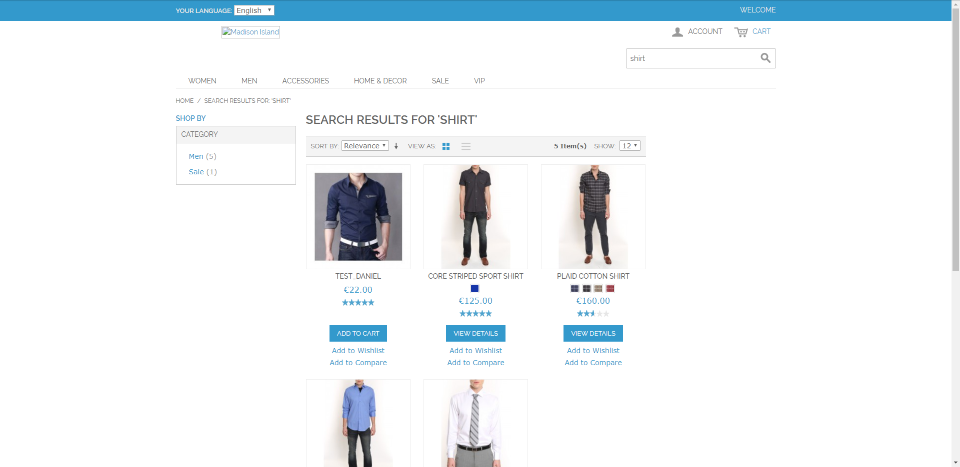 YOUR LANGUAGE: English
WELCOME
Madison Island
ACCOUNT
CART
shirt
WOMEN MEN ACCESSORIES HOME & DECOR SALE VIP
HOME / SEARCH RESULTS FOR: 'SHIRT'
SHOP BY
CATEGORY
Men (5)
Sale (1)
SEARCH RESULTS FOR 'SHIRT'
SORT BY Relevance VIEW AS 5 Item(s) SHOW 12
TEST_DANIEL
€22.00
ADD TO CART
Add to Wishlist
Add to Compare
CORE STRIPED SPORT SHIRT
€125.00
VIEW DETAILS
Add to Wishlist
Add to Compare
PLAID COTTON SHIRT
€160.00
VIEW DETAILS
Add to Wishlist
Add to Compare